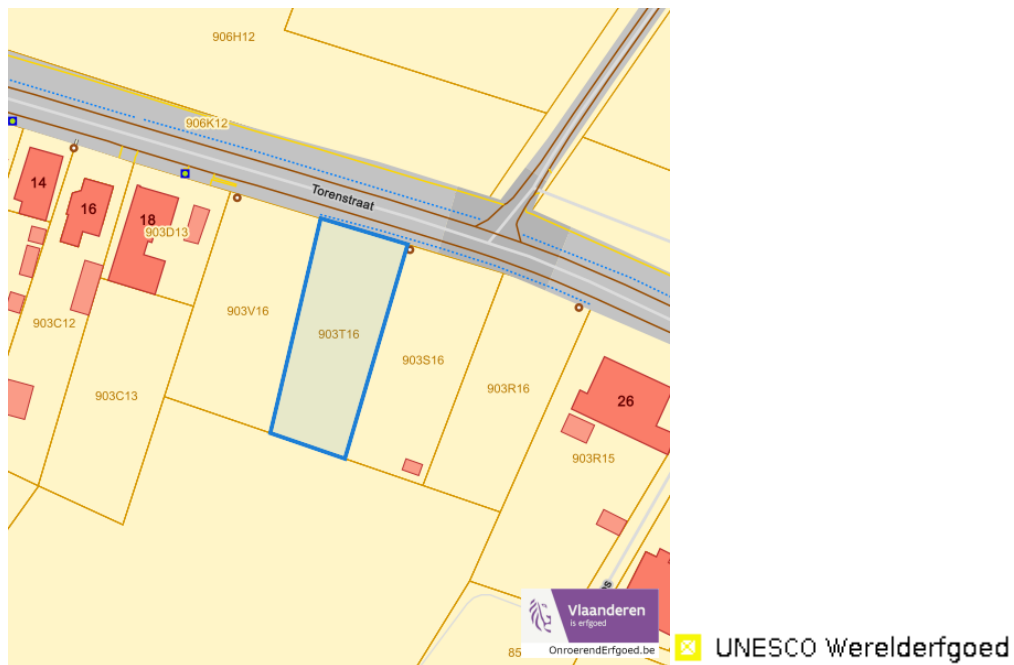 906H12
906K12
Torenstraat
14
16
18
903D13
903C12
903C13
903V16
903T16
903S16
903R16
26
903R15
85
Vlaanderen
is erfgoed
OnroerendErfgoed.be
UNESCO Werelderfgoed